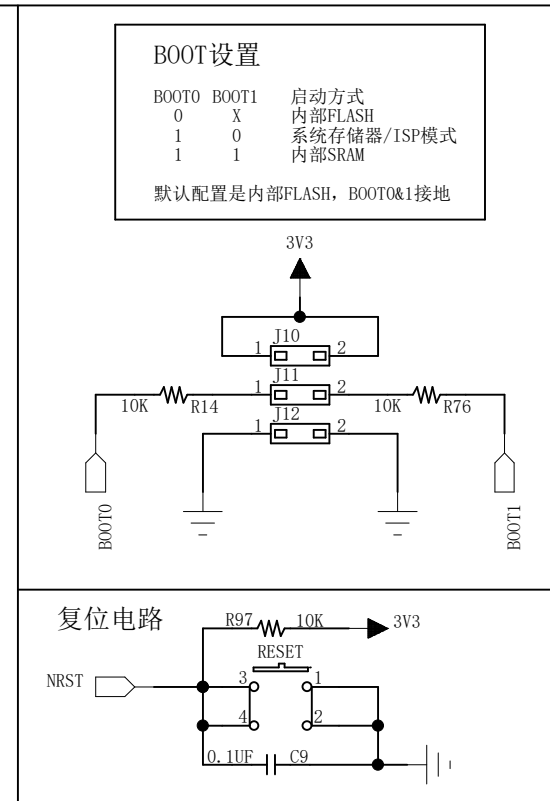 BOOT设置
BOOT0 BOOT1 启动方式
0 X 内部FLASH
1 0 系统存储器/ISP模式
1 1 内部SRAM
默认配置是内部FLASH，BOOT0&1接地
3V3
J10
1 2
J11
1 2
10K R14 10K R76
J12
1 2
BOOT0 BOOT1
复位电路
R97 10K 3V3
RESET
NRST 3 1
4 2
0.1UF C9